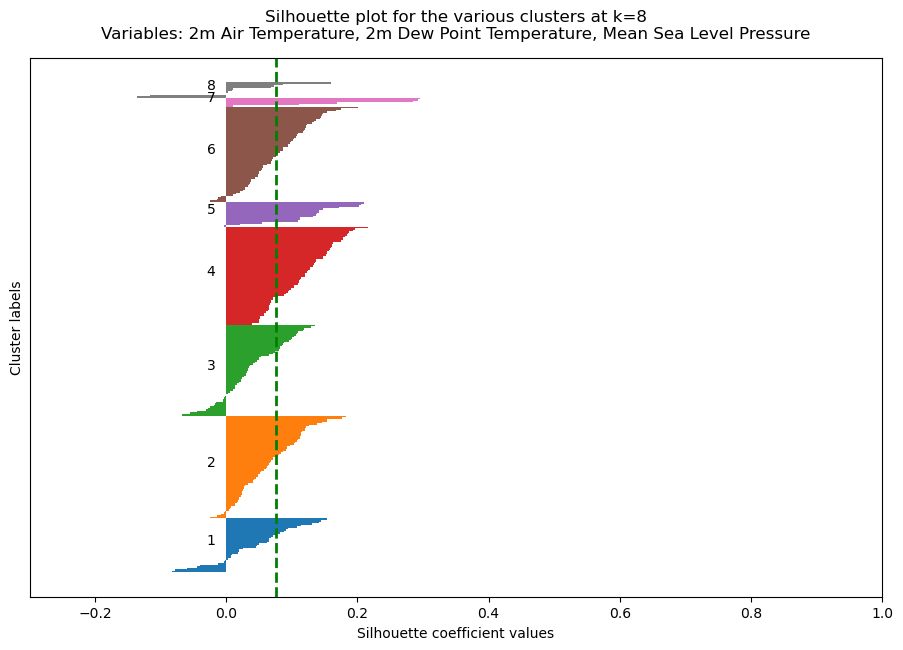 Silhouette plot for the various clusters at k=8
Variables: 2m Air Temperature, 2m Dew Point Temperature, Mean Sea Level Pressure
8
7
6
5
4
3
2
1
Cluster labels
−0.2 0.0 0.2 0.4 0.6 0.8 1.0
Silhouette coefficient values